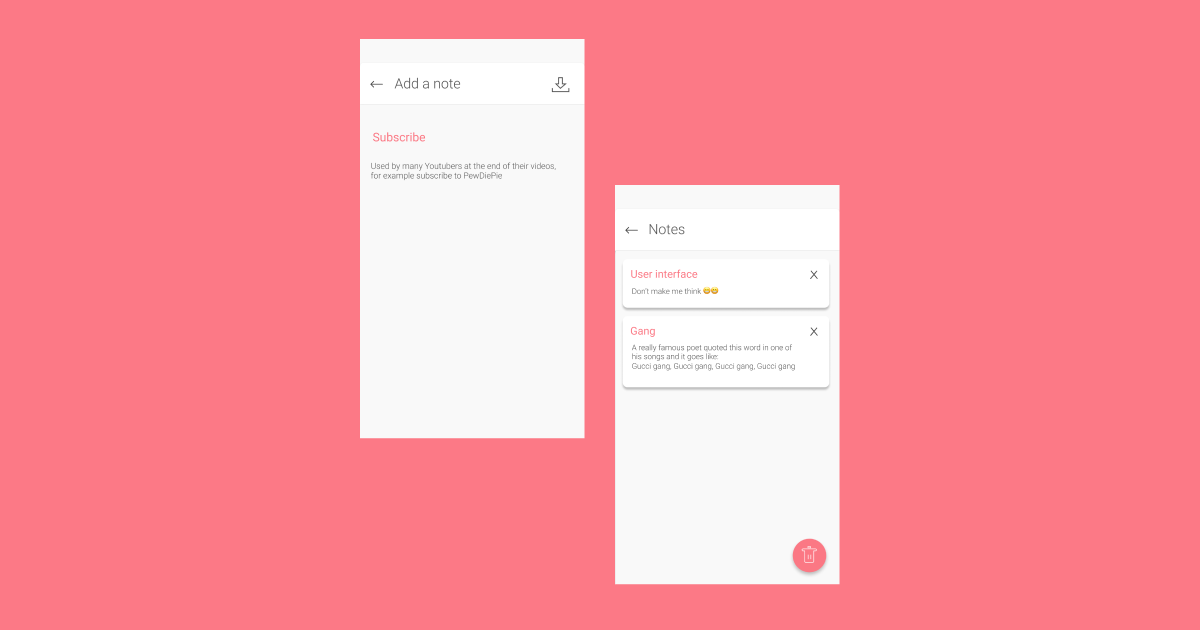 Add a note
Subscribe
Used by many Youtubers at the end of their videos,
for example subscribe to PewDiePie
Notes
User interface
X
Don't make me think 😋😋
Gang
X
A really famous poet quoted this word in one of
his songs and it goes like:
Gucci gang, Gucci gang, Gucci gang, Gucci gang